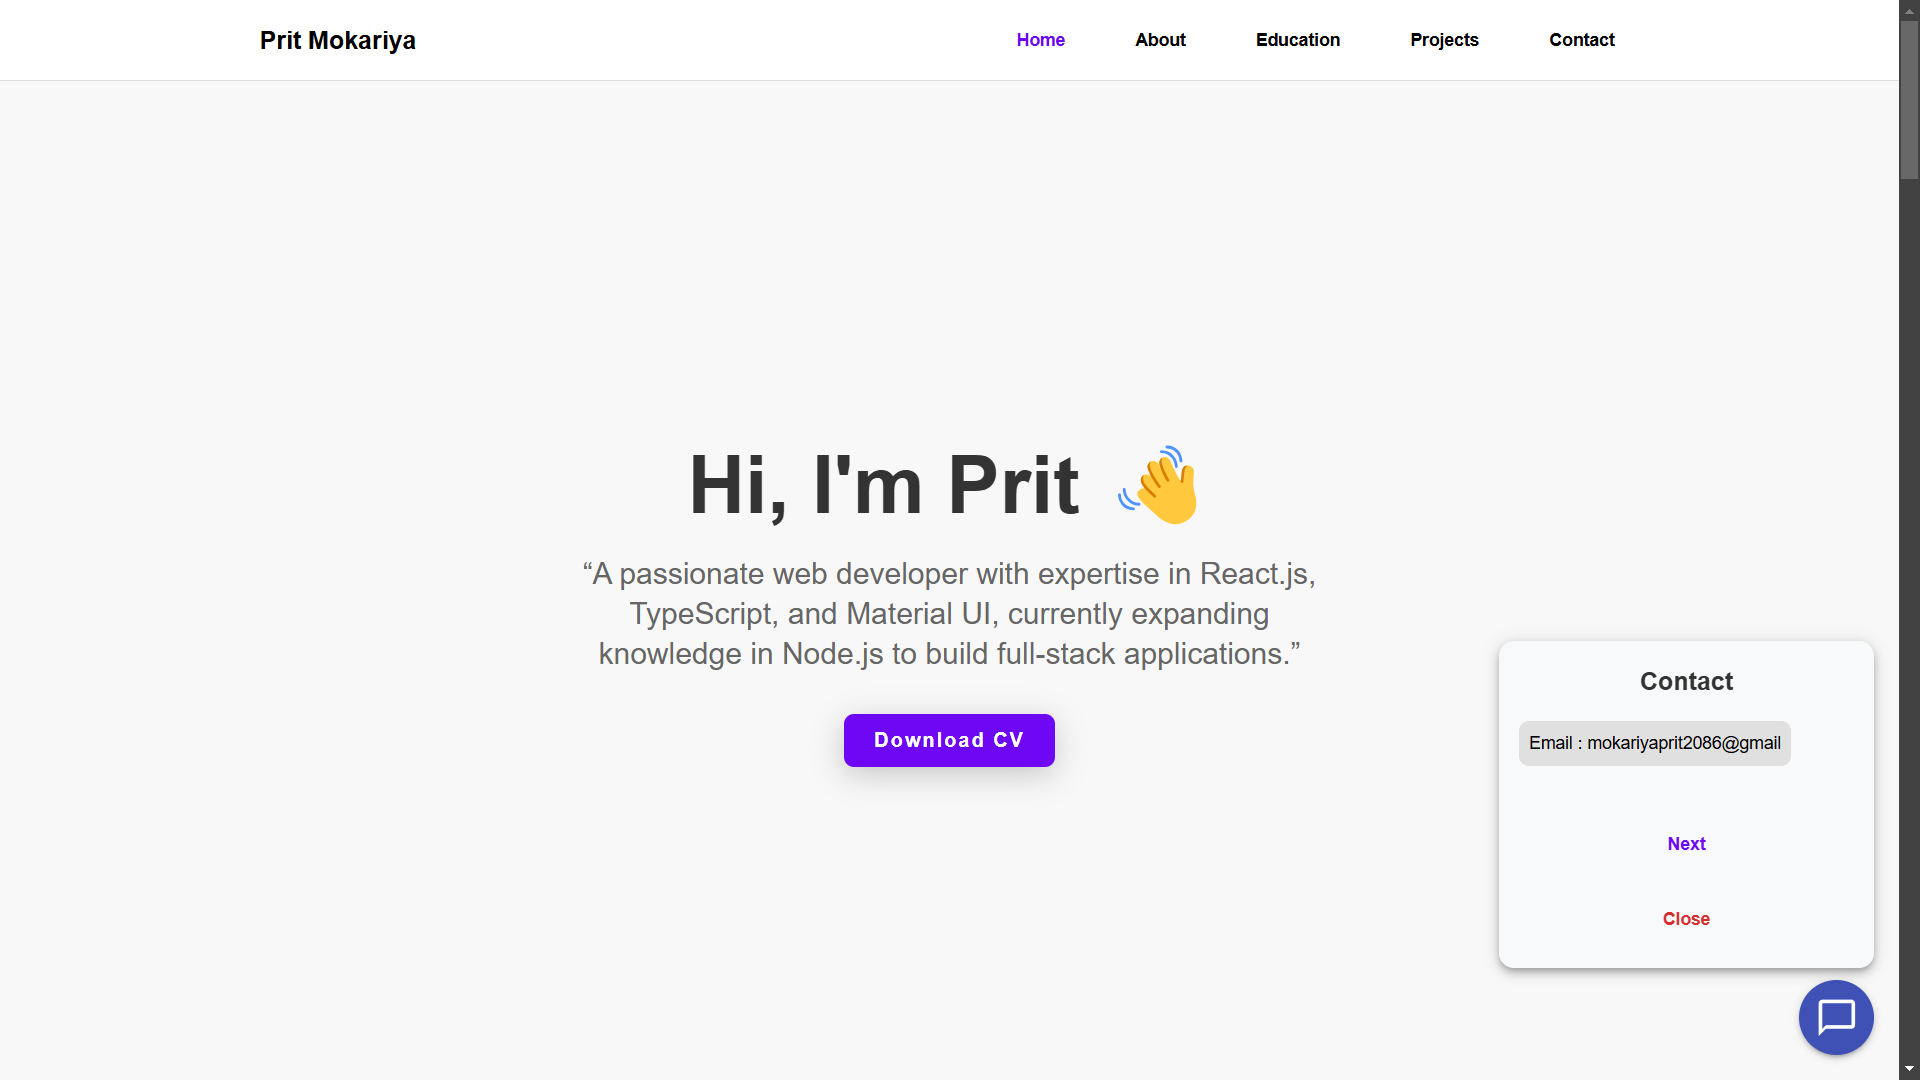 Prit Mokariya
Home
About
Education
Projects
Contact
Hi, I'm Prit
“A passionate web developer with expertise in React.js,
TypeScript, and Material UI, currently expanding
knowledge in Node.js to build full-stack applications.”
Download CV
Contact
Email : mokariyaprit2086@gmail
Next
Close